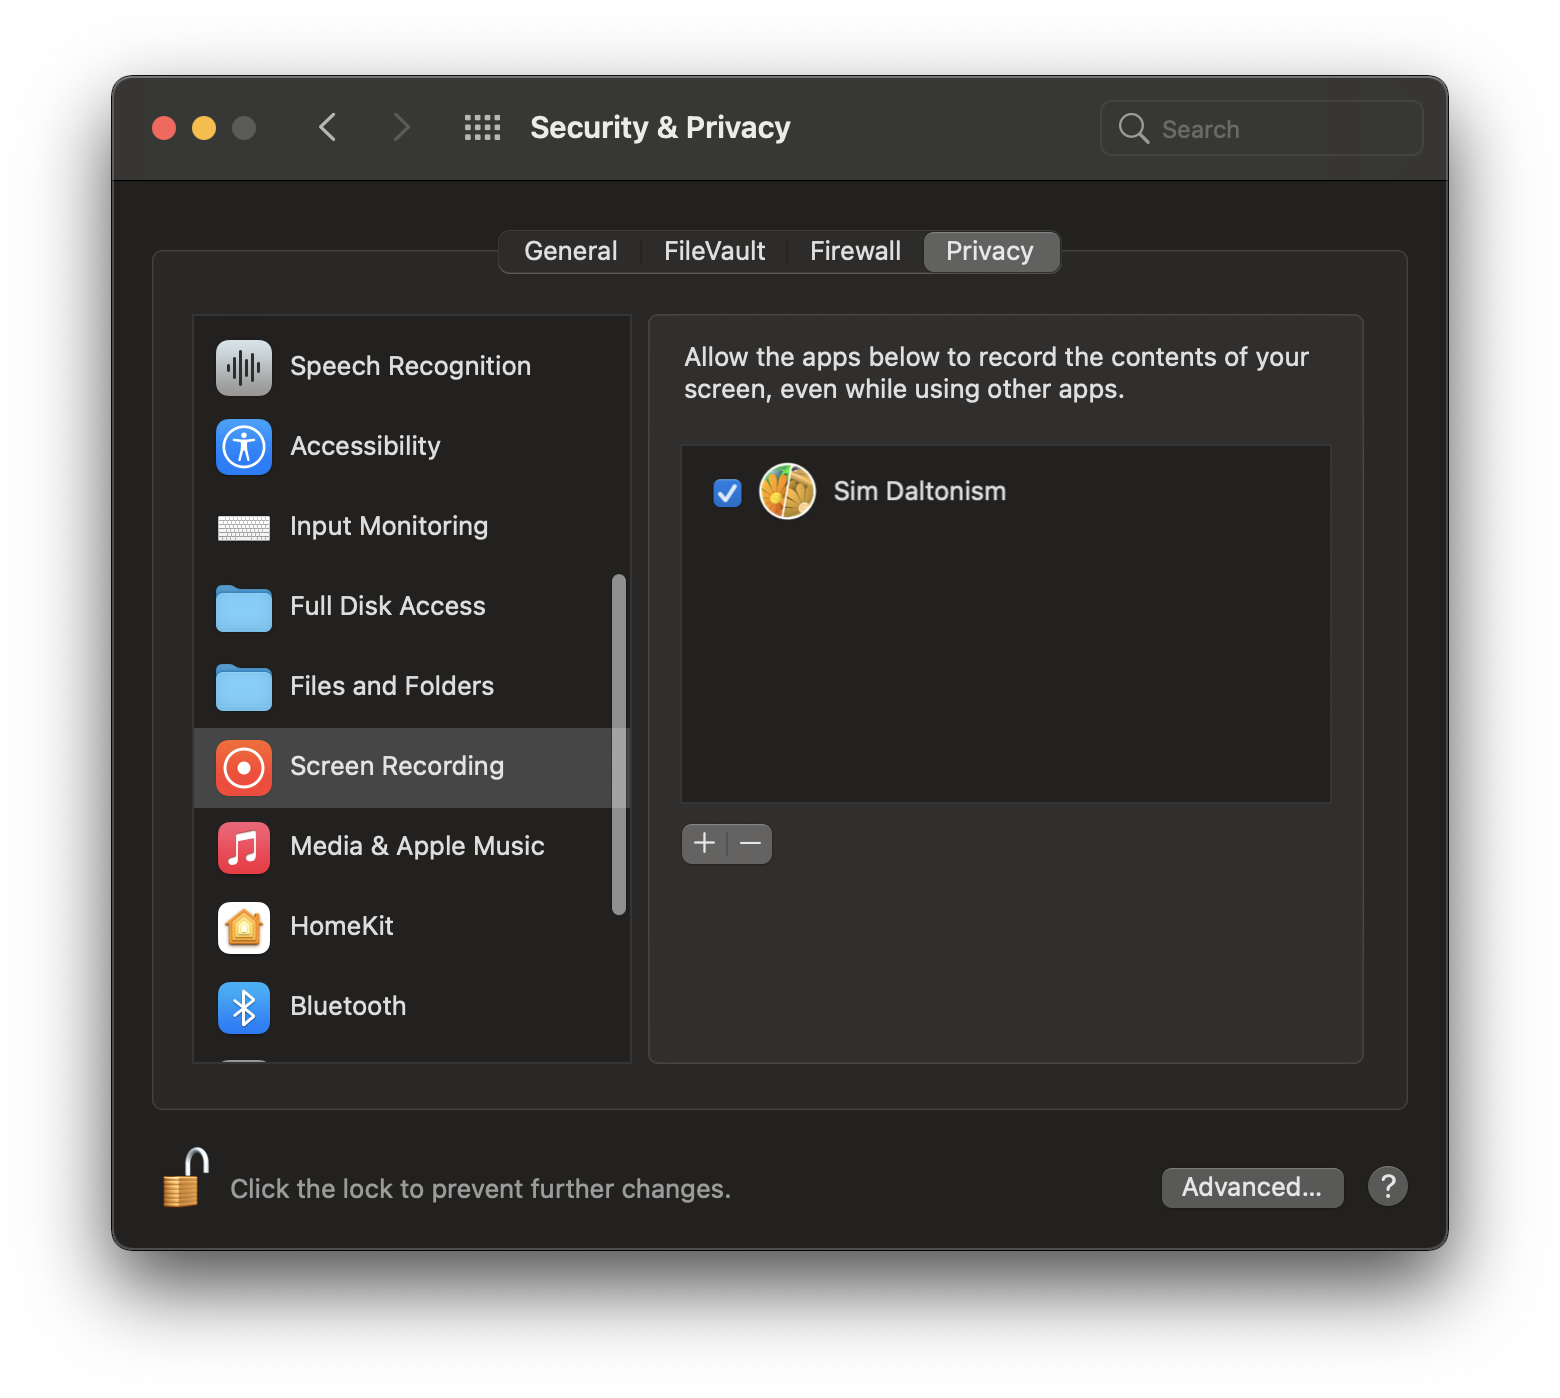 Security & Privacy
Search
General
FileVault
Firewall
Privacy
Speech Recognition
Accessibility
Input Monitoring
Full Disk Access
Files and Folders
Screen Recording
Media & Apple Music
HomeKit
Bluetooth
Allow the apps below to record the contents of your
screen, even while using other apps.
Sim Daltonism
Click the lock to prevent further changes.
Advanced...
?